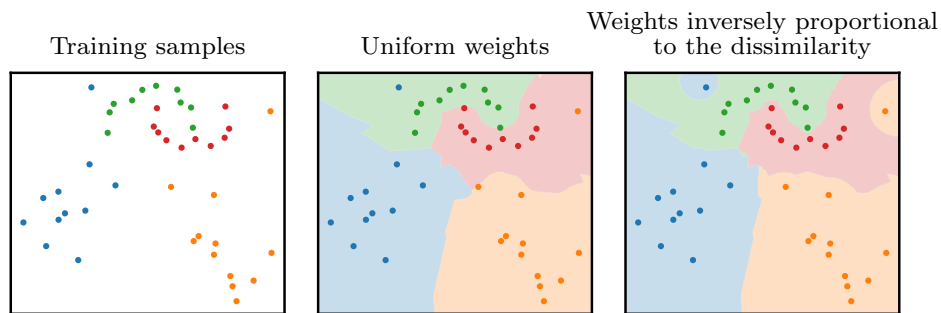 Training samples
Uniform weights
Weights inversely proportional
to the dissimilarity